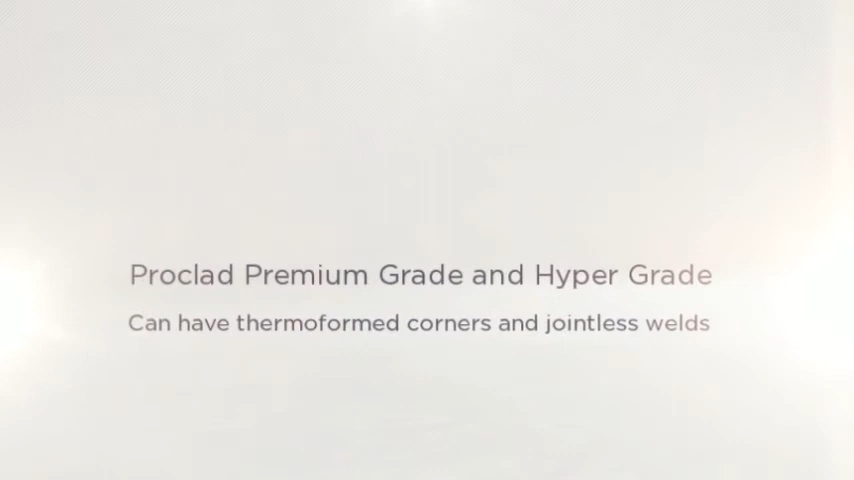 Proclad Premium Grade and Hyper Grade
Can have thermoformed corners and jointless welds